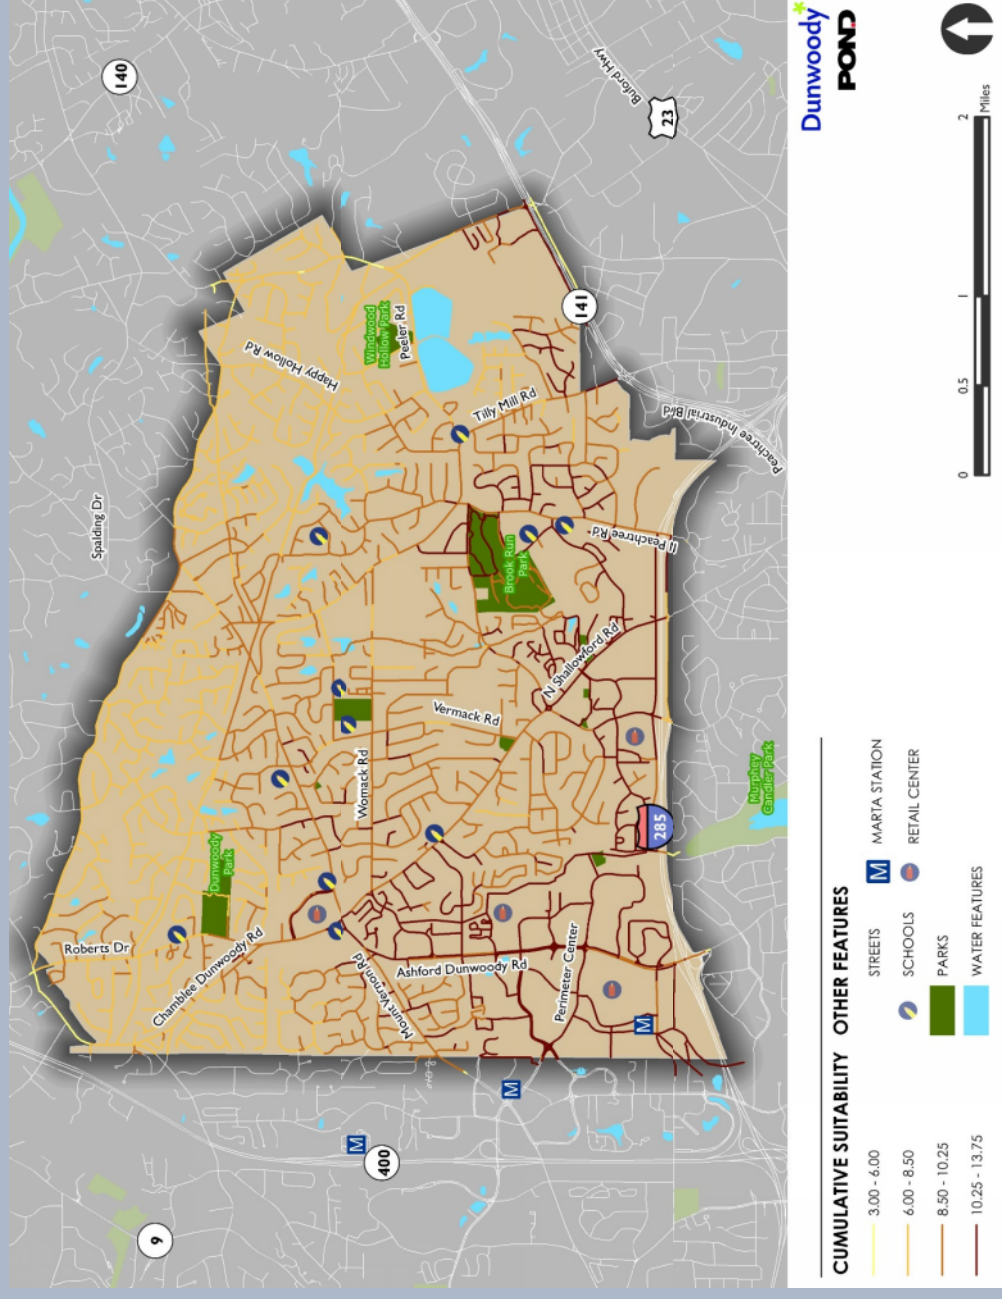 140
Dunwoody
POND
Buford Hwy
23
Spalding Dr
Happy Hollow Rd
Windwood
Hollow Park
Peeler Rd
141
Tilly Mill Rd
Peachtree Industrial Blvd
Brook Run
Park
Peachtree Rd
N Shallowford Rd
Vermack Rd
Womack Rd
Dunwoody
Park
Roberts Dr
Chamblee Dunwoody Rd
Mount Vernon Rd
Ashford Dunwoody Rd
Perimeter Center
285
Murphey
Candler Park
M
M
M
400
9
0
0.5
1
2
Miles
CUMULATIVE SUITABILITY
3.00 - 6.00
6.00 - 8.50
8.50 - 10.25
10.25 - 13.75
OTHER FEATURES
STREETS
SCHOOLS
PARKS
WATER FEATURES
M MARTA STATION
RETAIL CENTER